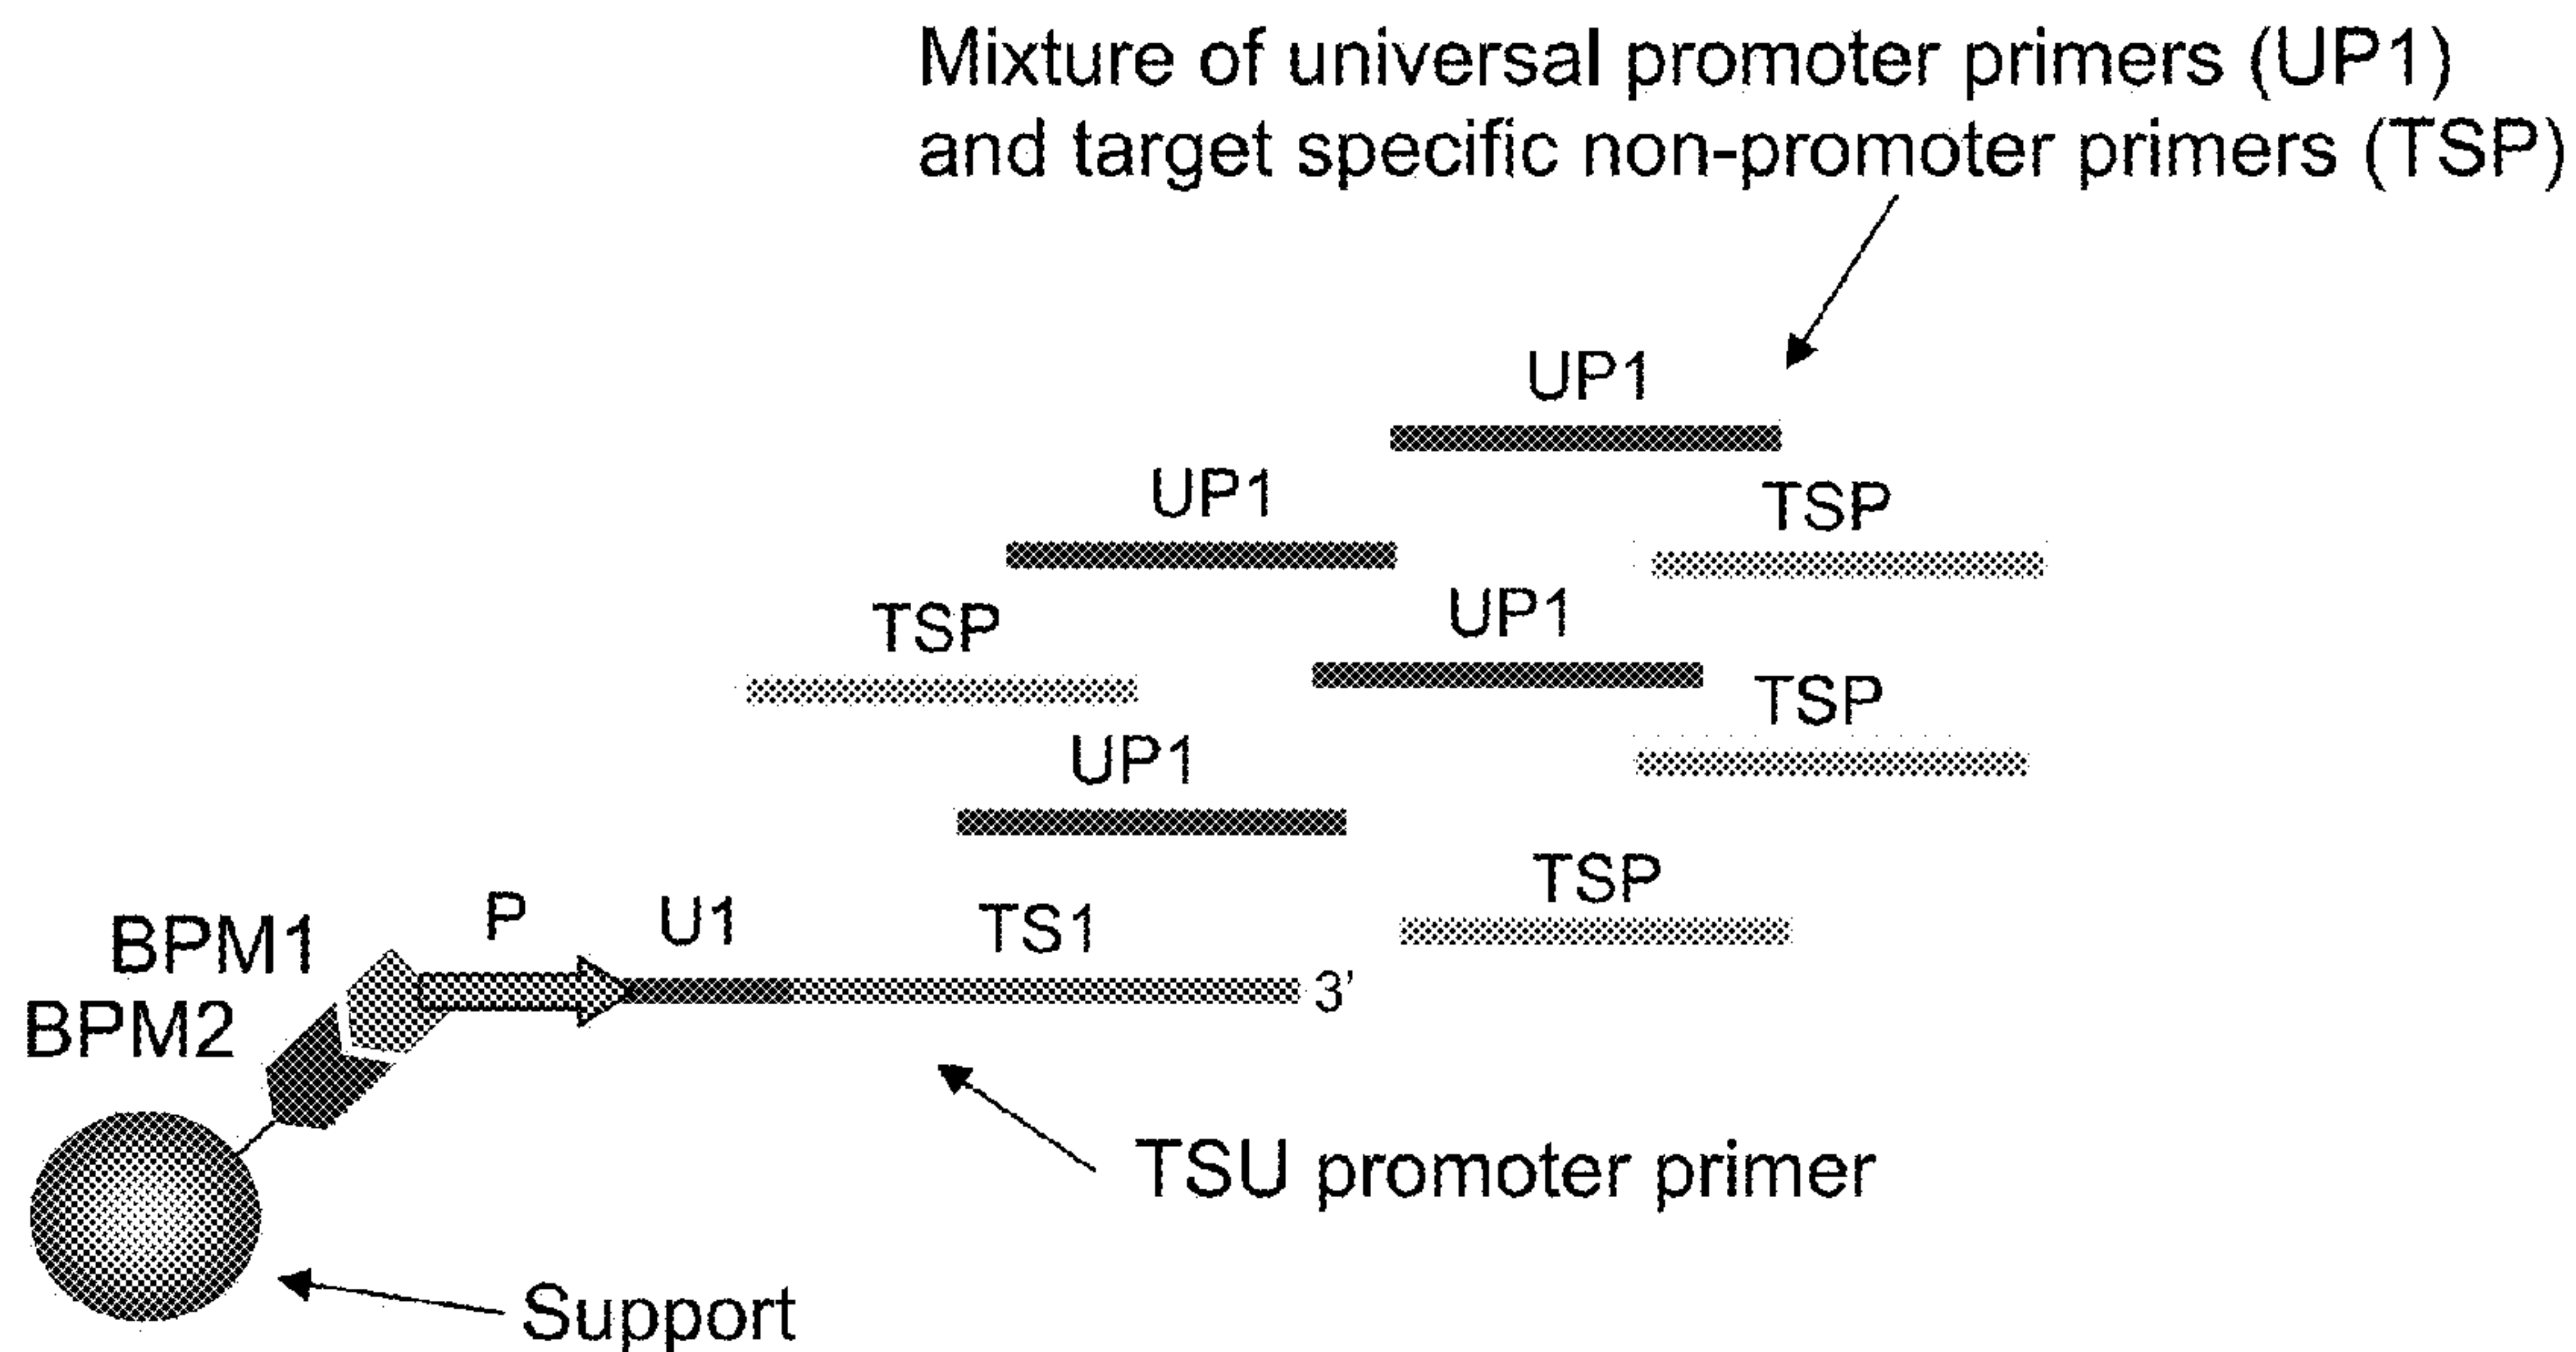 Mixture of universal promoter primers (UP1)
and target specific non-promoter primers (TSP)
UP1
UP1
TSP
TSP
UP1
TSP
UP1
TSP
BPM1
P
U1
TS1
BPM2
3’
TSU promoter primer
Support